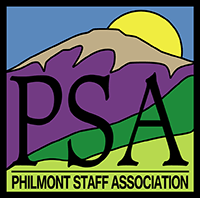 PSA
PHILMONT STAFF ASSOCIATION